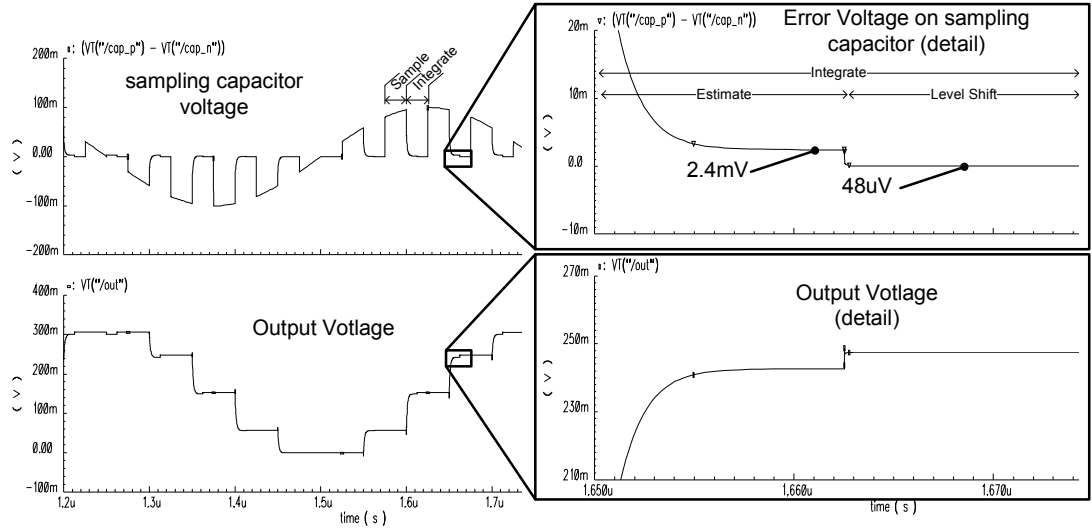 ▯: (VT("/cap_p") - VT("/cap_n"))
200m
100m
0.00
-100m
-200m
( V )
sampling capacitor
voltage
Sample
Integrate
▿: (VT("/cap_p") - VT("/cap_n"))
20m
10m
0.0
-10m
( V )
Error Voltage on sampling
capacitor (detail)
Integrate
Estimate
Level Shift
2.4mV
48uV
▫: VT("/out")
400m
300m
200m
100m
0.00
-100m
( V )
Output Votlage
1.2u
1.3u
1.4u
1.5u
1.6u
1.7u
time ( s )
▯: VT("/out")
270m
250m
230m
210m
( V )
Output Votlage
(detail)
1.650u
1.660u
1.670u
time ( s )